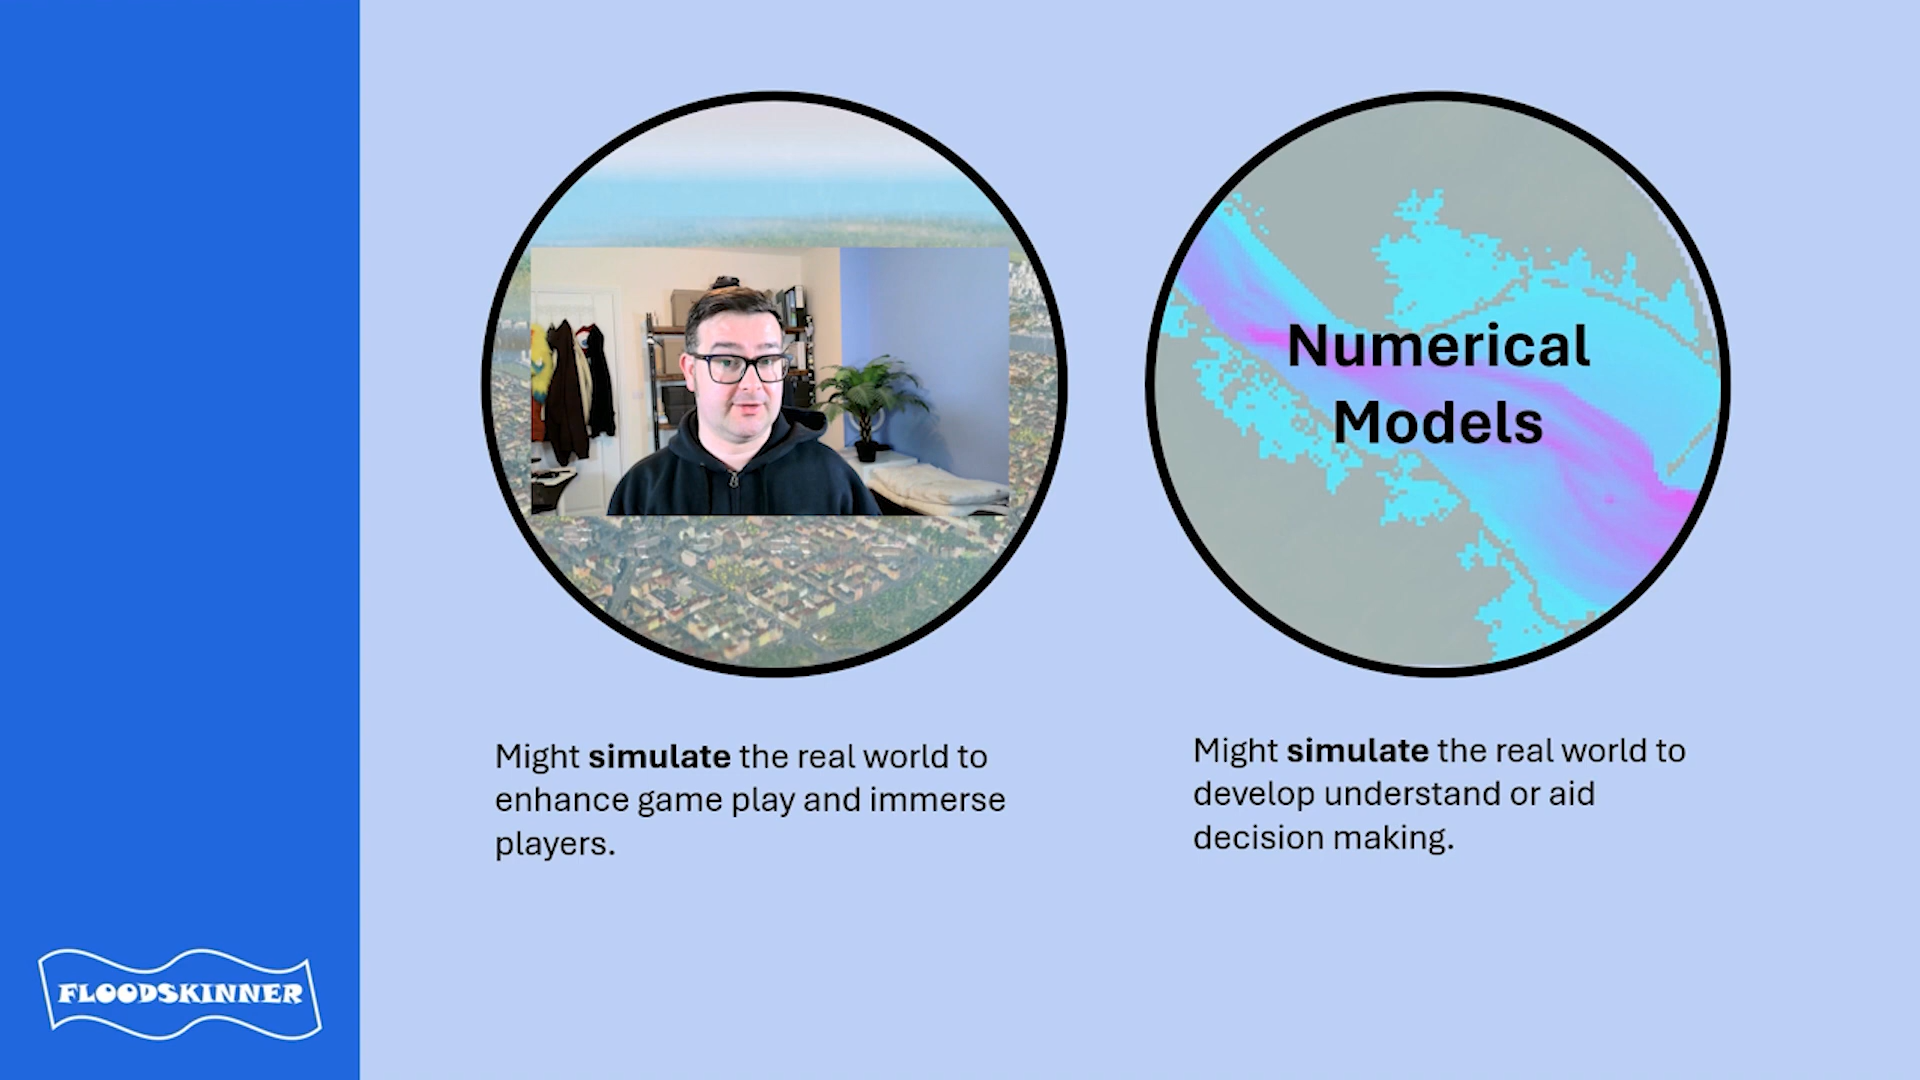 Numerical
Models
Might simulate the real world to
enhance game play and immerse
players.
Might simulate the real world to
develop understand or aid
decision making.
FLOODSKINNER